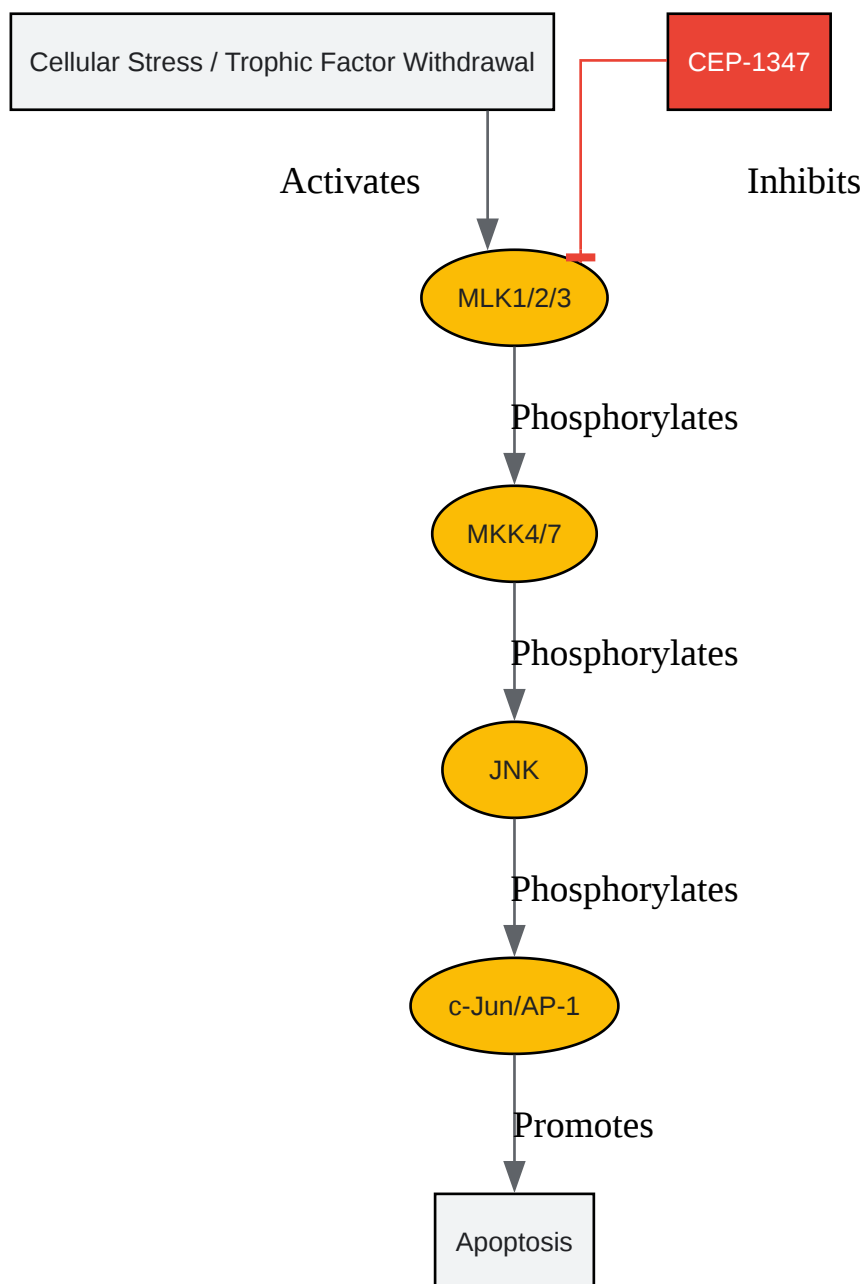 Cellular Stress / Trophic Factor Withdrawal
CEP-1347
Activates
Inhibits
MLK1/2/3
Phosphorylates
MKK4/7
Phosphorylates
JNK
Phosphorylates
c-Jun/AP-1
Promotes
Apoptosis